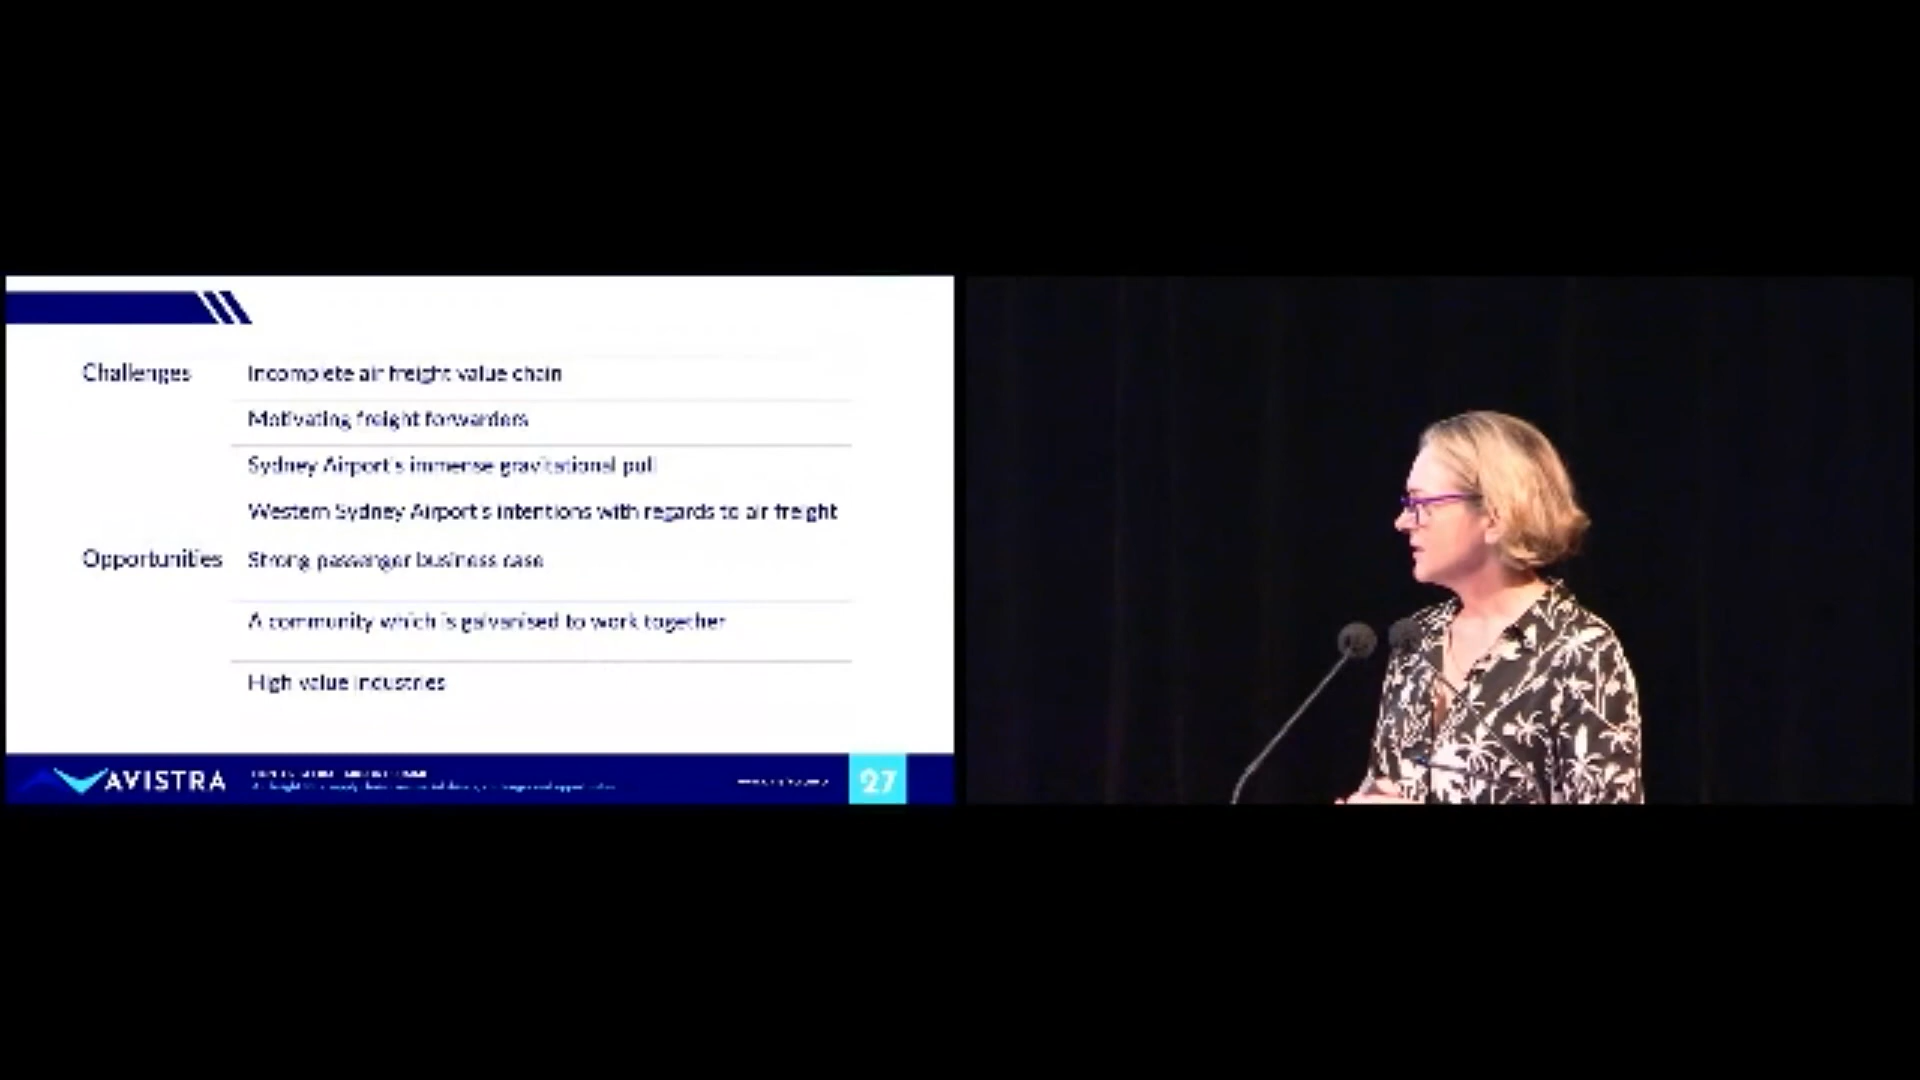 Challenges Incomplete air freight value chain
Motivating freight forwarders
Sydney Airport's immense gravitational pull
Western Sydney Airport's intentions with regards to air freight
Opportunities Strong passenger business case
A community which is galvanised to work together
High value industries
AVISTRA
27